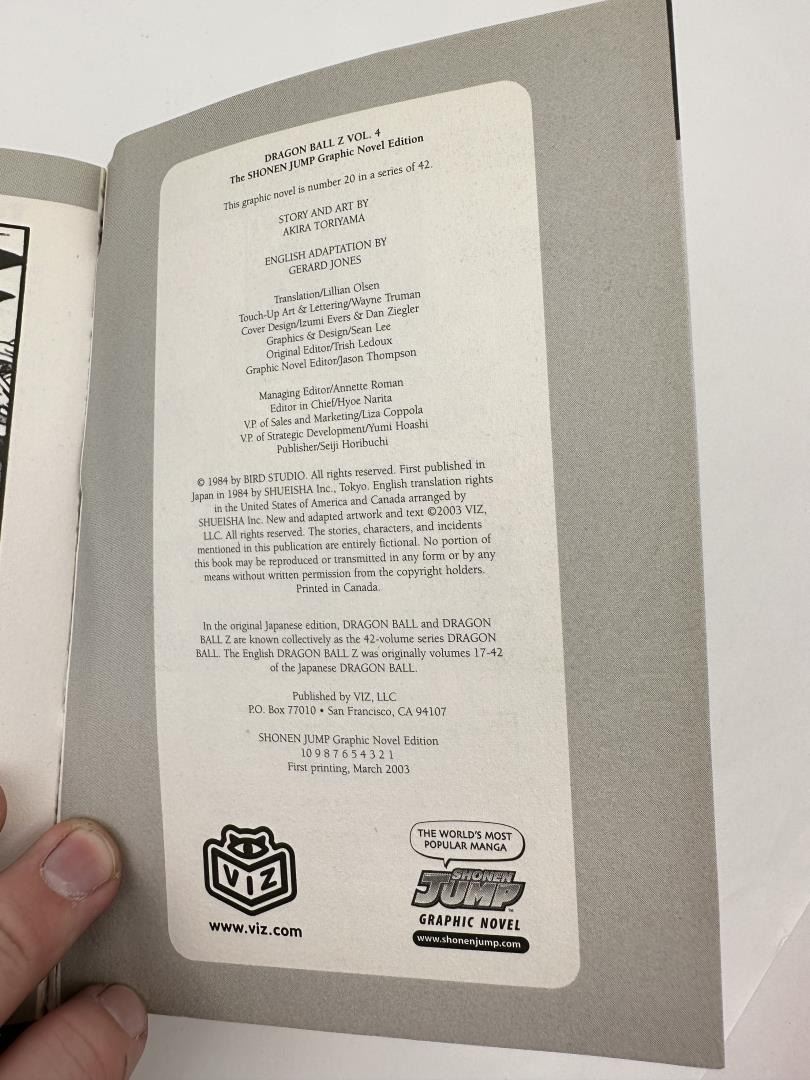 DRAGON BALL Z VOL. 4
The SHONEN JUMP Graphic Novel Edition
This graphic novel is number 20 in a series of 42.
STORY AND ART BY
AKIRA TORIYAMA
ENGLISH ADAPTATION BY
GERARD JONES
Translation/Lillian Olsen
Touch-Up Art & Lettering/Wayne Truman
Cover Design/Izumi Evers & Dan Ziegler
Graphics & Design/Sean Lee
Original Editor/Trish Ledoux
Graphic Novel Editor/Jason Thompson
Managing Editor/Annette Roman
Editor in Chief/Hyoe Narita
V.P. of Sales and Marketing/Liza Coppola
V.P. of Strategic Development/Yumi Hoashi
Publisher/Seiji Horibuchi
© 1984 by BIRD STUDIO. All rights reserved. First published in
Japan in 1984 by SHUEISHA Inc., Tokyo. English translation rights
in the United States of America and Canada arranged by
SHUEISHA Inc. New and adapted artwork and text ©2003 VIZ,
LLC. All rights reserved. The stories, characters, and incidents
mentioned in this publication are entirely fictional. No portion of
this book may be reproduced or transmitted in any form or by any
means without written permission from the copyright holders.
Printed in Canada.
In the original Japanese edition, DRAGON BALL and DRAGON
BALL Z are known collectively as the 42-volume series DRAGON
BALL. The English DRAGON BALL Z was originally volumes 17-42
of the Japanese DRAGON BALL.
Published by VIZ, LLC
P.O. Box 77010 • San Francisco, CA 94107
SHONEN JUMP Graphic Novel Edition
10 9 8 7 6 5 4 3 2 1
First printing, March 2003
VIZ
www.viz.com
THE WORLD'S MOST
POPULAR MANGA
SHONEN
JUMP™
GRAPHIC NOVEL
www.shonenjump.com